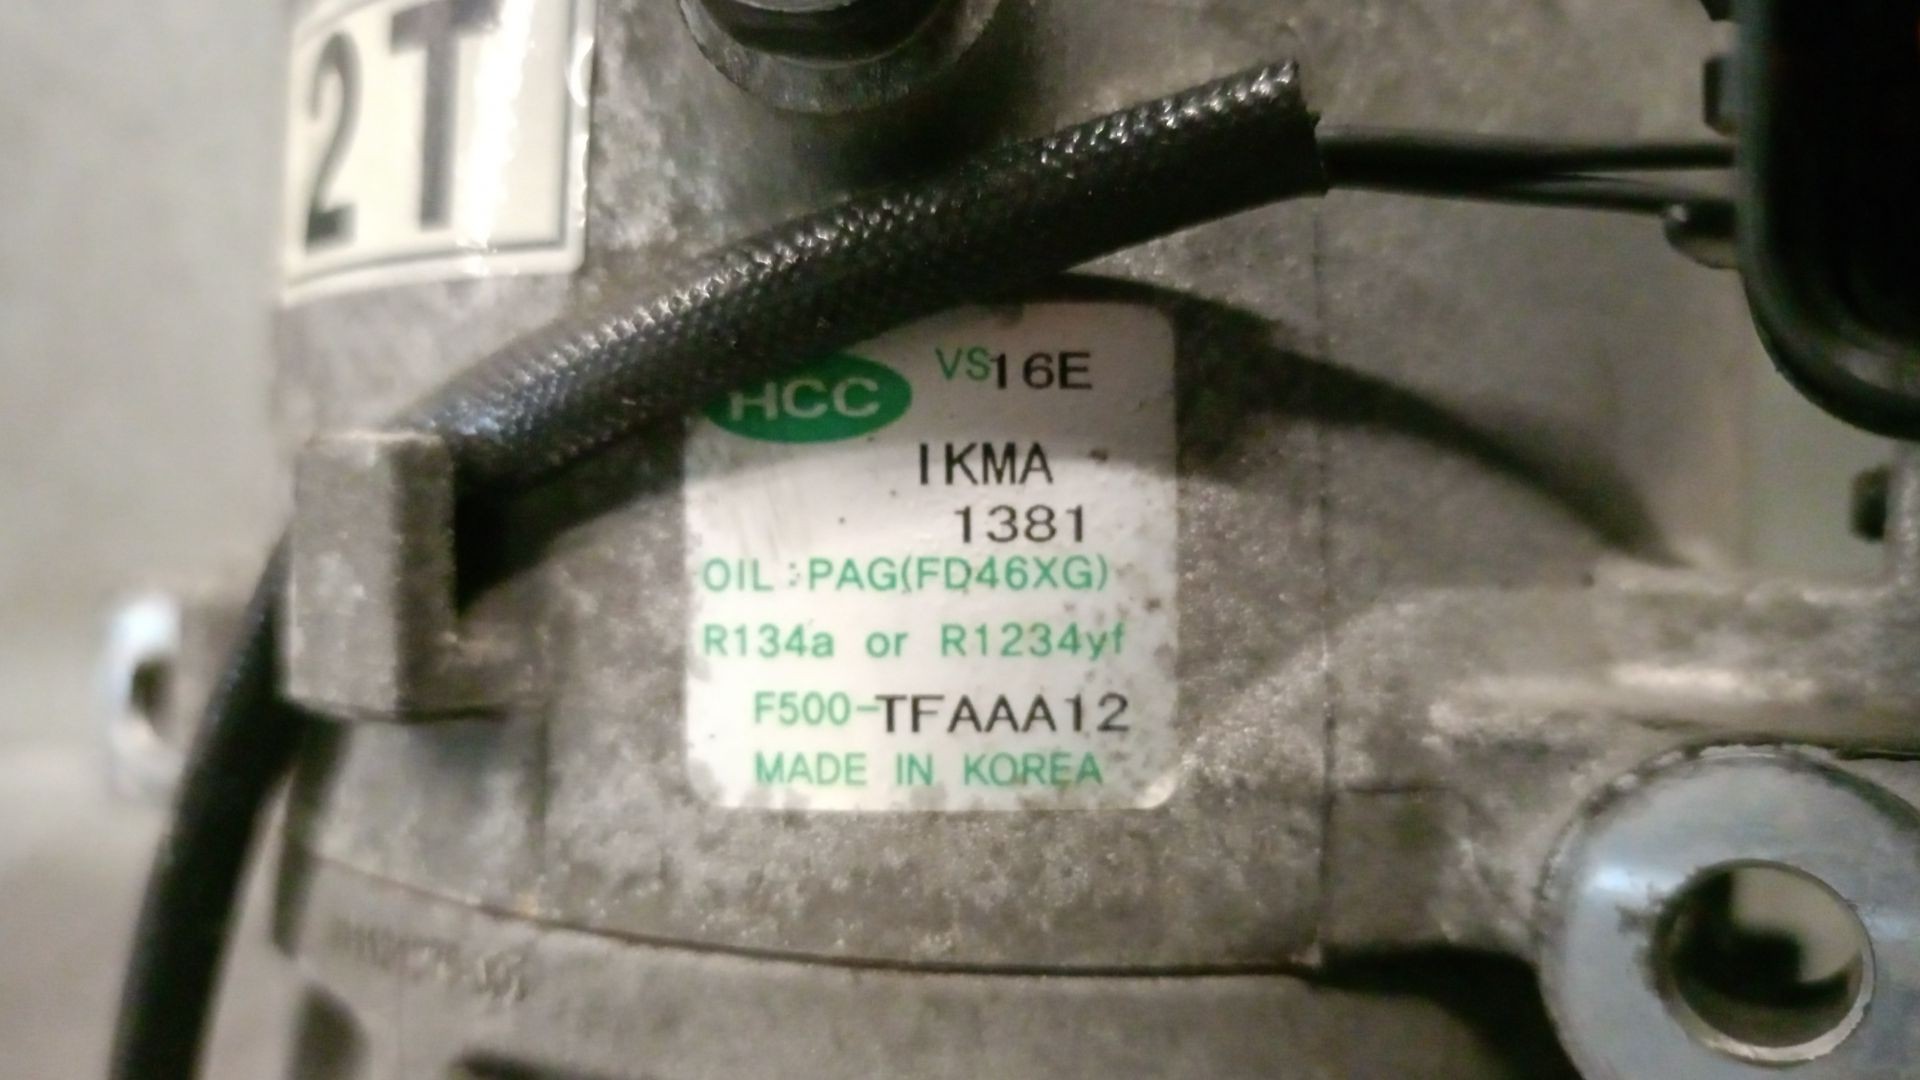 2T
HCC VS16E
IKMA
1381
OIL:PAG(FD46XG)
R134a or R1234yf
F500-TFAAA12
MADE IN KOREA